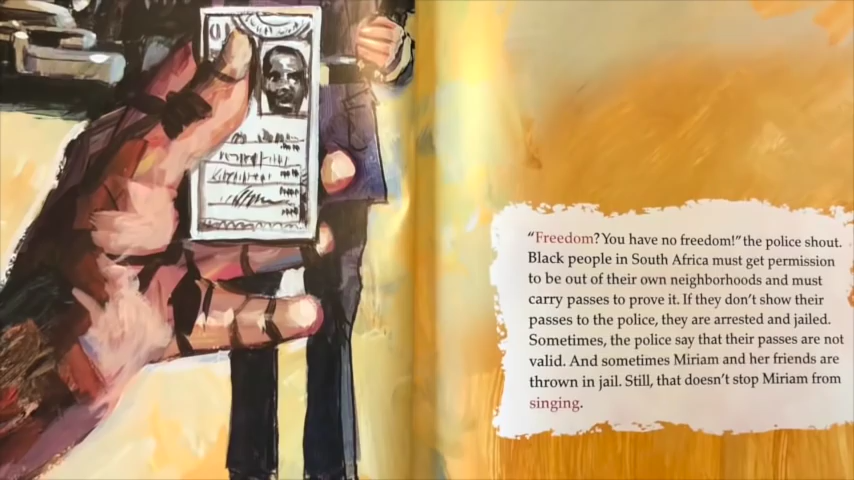 "Freedom? You have no freedom!" the police shout.
Black people in South Africa must get permission
to be out of their own neighborhoods and must
carry passes to prove it. If they don't show their
passes to the police, they are arrested and jailed.
Sometimes, the police say that their passes are not
valid. And sometimes Miriam and her friends are
thrown in jail. Still, that doesn't stop Miriam from
singing.